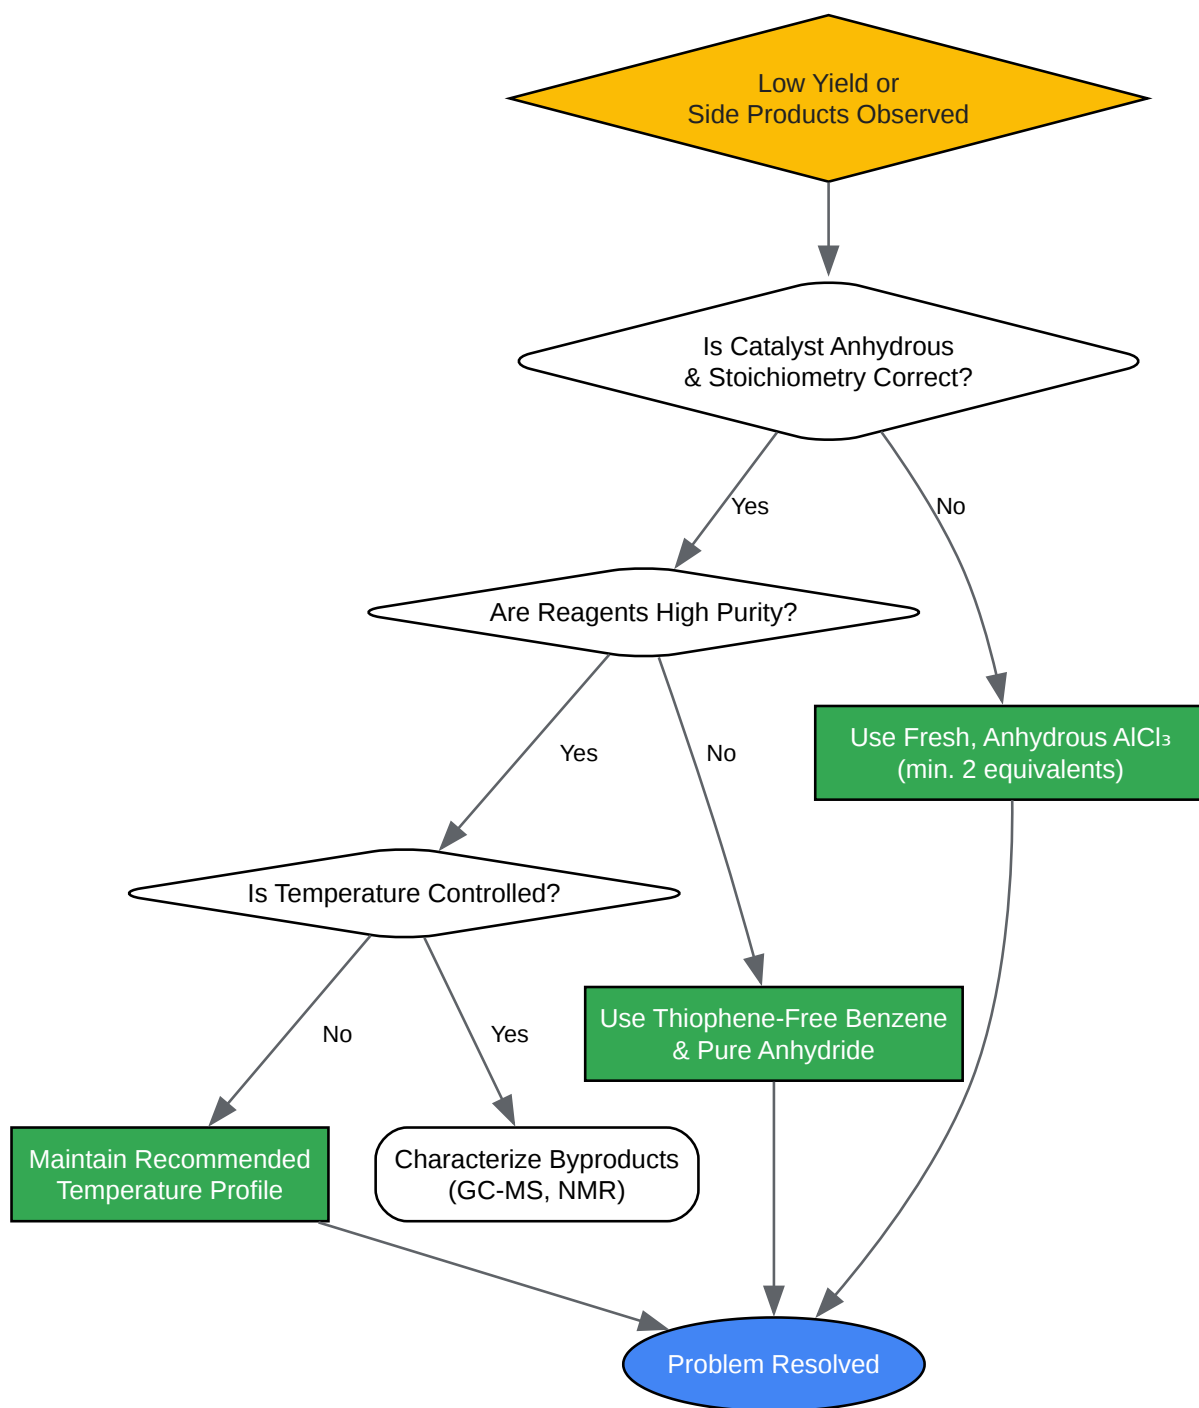 Low Yield or
Side Products Observed
Is Catalyst Anhydrous
& Stoichiometry Correct?
Yes
No
Are Reagents High Purity?
Use Fresh, Anhydrous AlCl₃
(min. 2 equivalents)
Yes
No
Is Temperature Controlled?
Use Thiophene-Free Benzene
& Pure Anhydride
No
Yes
Maintain Recommended
Temperature Profile
Characterize Byproducts
(GC-MS, NMR)
Problem Resolved